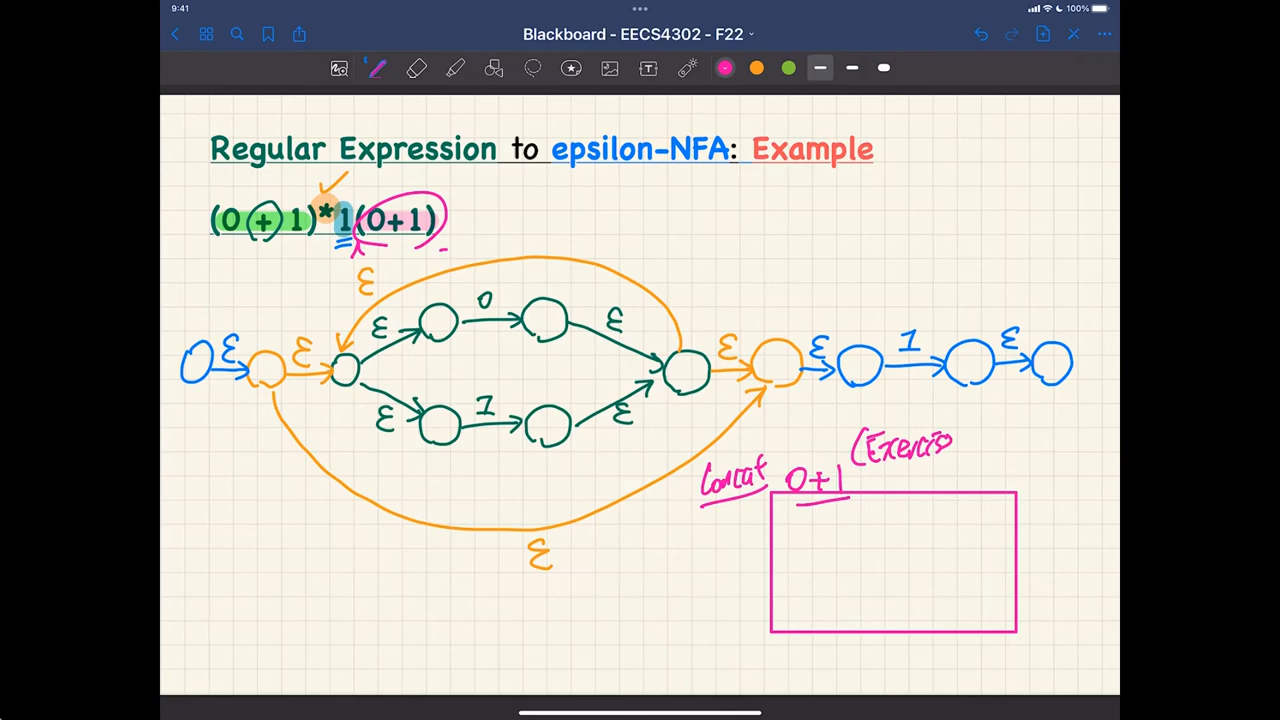 9:41
100%
Blackboard - EECS4302 - F22
Regular Expression to epsilon-NFA: Example
(0 + 1)*1(0+1)
ε
ε 0 ε
ε ε ε ε 1 ε
ε 1 ε
(Exercis
Concat 0+1
ε